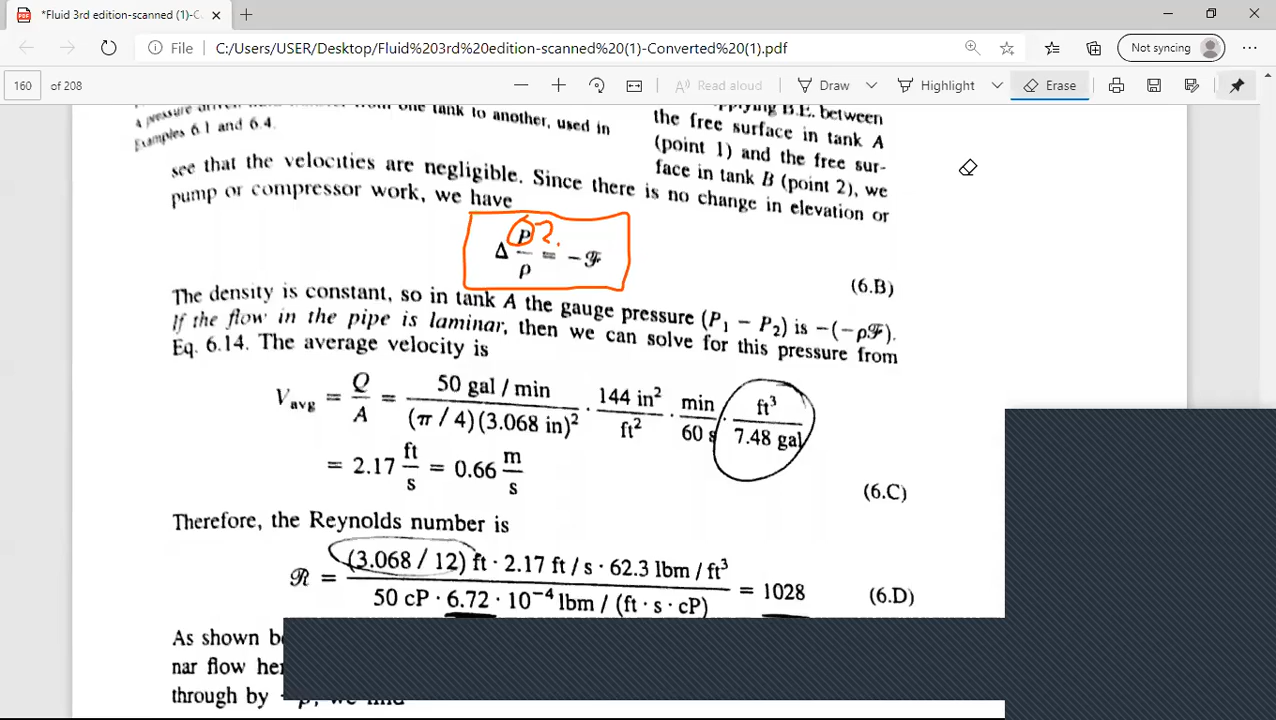 *Fluid 3rd edition-scanned (1)-C
File C:/Users/USER/Desktop/Fluid%203rd%20edition-scanned%20(1)-Converted%20(1).pdf
Not syncing
160 of 208
Read aloud Draw Highlight Erase
from one tank to another, used in
Examples 6.1 and 6.4.
B.E. between
the free surface in tank A
(point 1) and the free sur-
face in tank B (point 2), we
see that the velocities are negligible. Since there is no change in elevation or
pump or compressor work, we have
Δ P/ρ = −ℱ (6.B)
P2.
The density is constant, so in tank A the gauge pressure (P₁ − P₂) is −(−ρℱ).
If the flow in the pipe is laminar, then we can solve for this pressure from
Eq. 6.14. The average velocity is
V avg = Q/A = 50 gal / min / (π / 4)(3.068 in)² · 144 in²/ft² · min/60 s · ft³/7.48 gal
= 2.17 ft/s = 0.66 m/s (6.C)
Therefore, the Reynolds number is
ℛ = (3.068 / 12) ft · 2.17 ft / s · 62.3 lbm / ft³ / 50 cP · 6.72 · 10⁻⁴ lbm / (ft · s · cP) = 1028 (6.D)
As shown
nar flow
through by